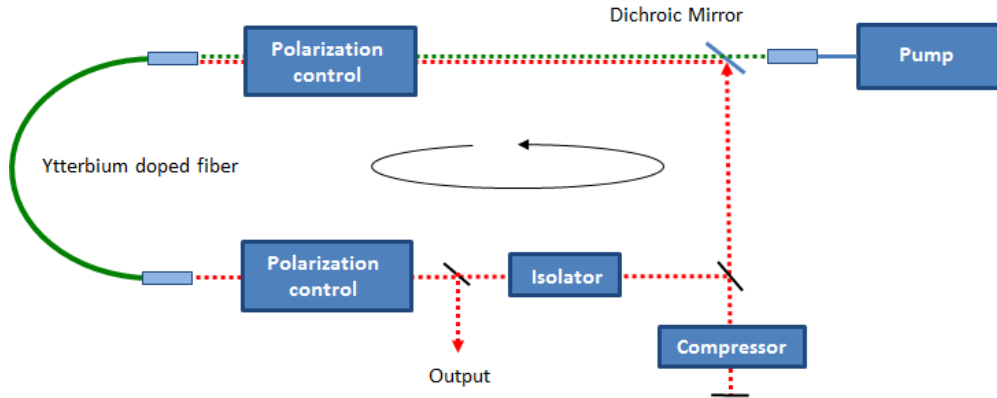 Dichroic Mirror
Polarization
control
Pump
Ytterbium doped fiber
Polarization
control
Isolator
Compressor
Output